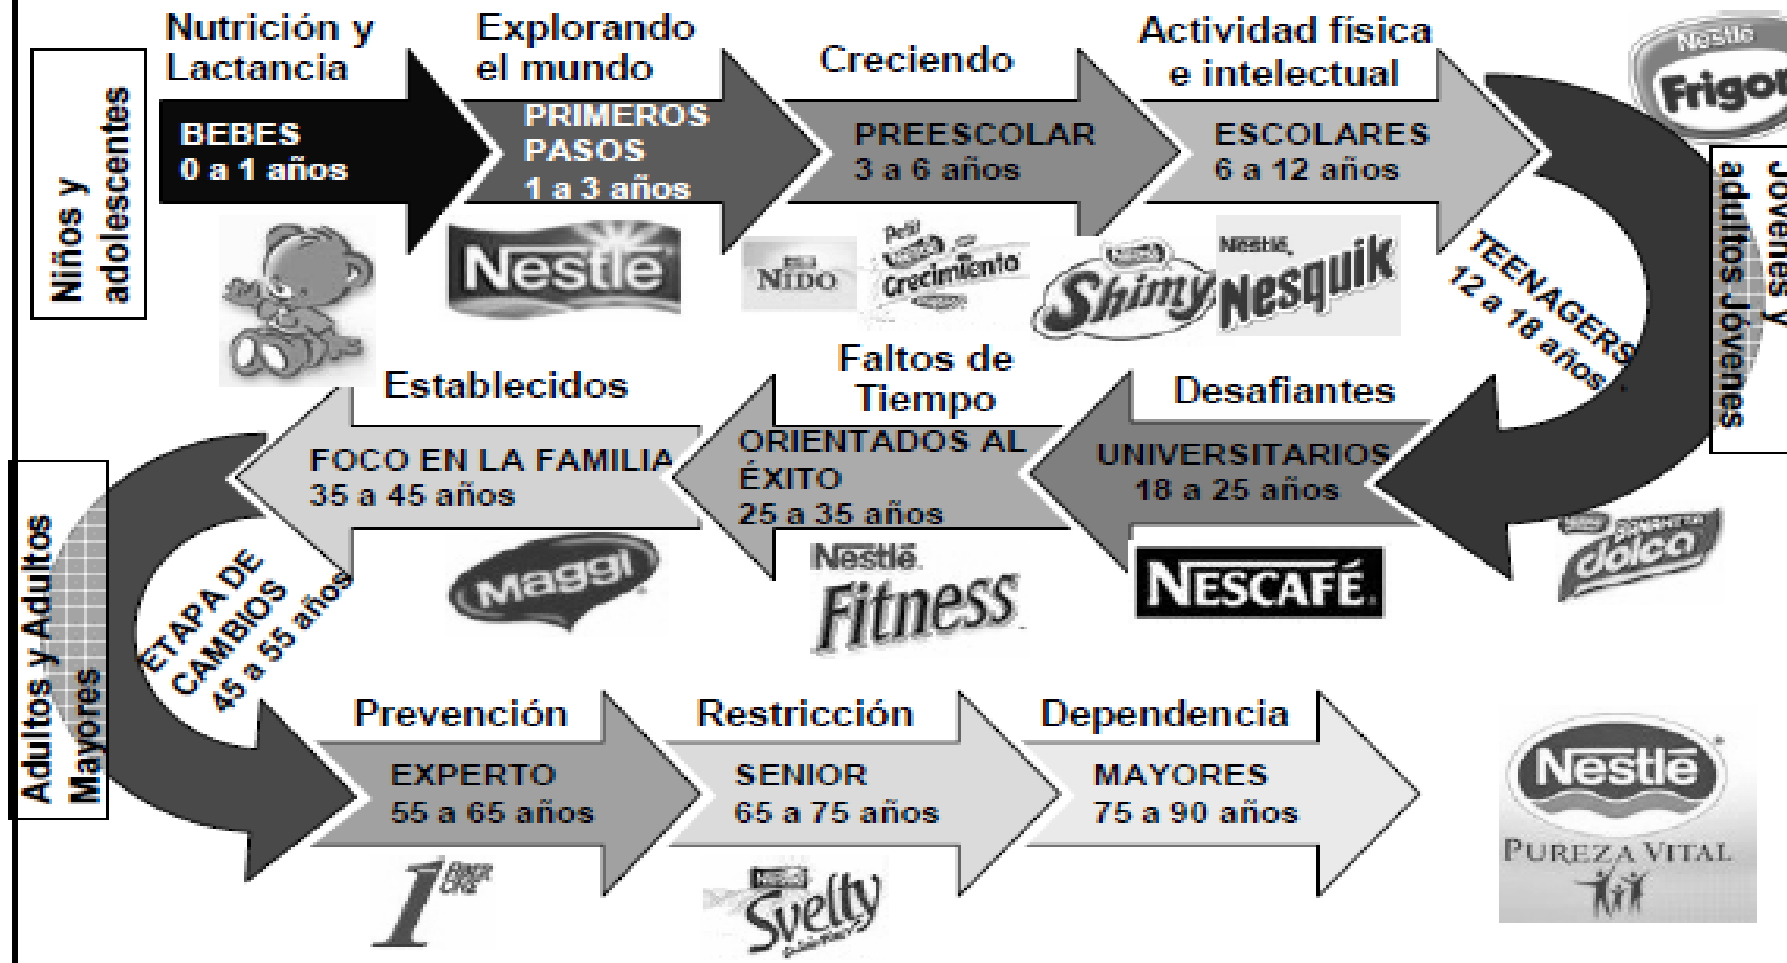 Nutrición y
Lactancia
Explorando
el mundo
Creciendo
Actividad física
e intelectual
Nestlé
Frigor
Niños y
adolescentes
BEBES
0 a 1 años
PRIMEROS
PASOS
1 a 3 años
PREESCOLAR
3 a 6 años
ESCOLARES
6 a 12 años
Jóvenes y
adultos Jóvenes
TEENAGERS
12 a 18 años
Nestlé
NIDO
Petit
Crecimiento
Nestlé
Shimy
Nestlé
Nesquik
Establecidos
Faltos de
Tiempo
Desafiantes
FOCO EN LA FAMILIA
35 a 45 años
ORIENTADOS AL
ÉXITO
25 a 35 años
UNIVERSITARIOS
18 a 25 años
Maggi
Nestlé
Fitness
NESCAFÉ
dolca
Adultos y Adultos
Mayores
ETAPA DE
CAMBIOS
45 a 55 años
Prevención
Restricción
Dependencia
EXPERTO
55 a 65 años
SENIOR
65 a 75 años
MAYORES
75 a 90 años
1
Svelty
Nestlé
PUREZA VITAL